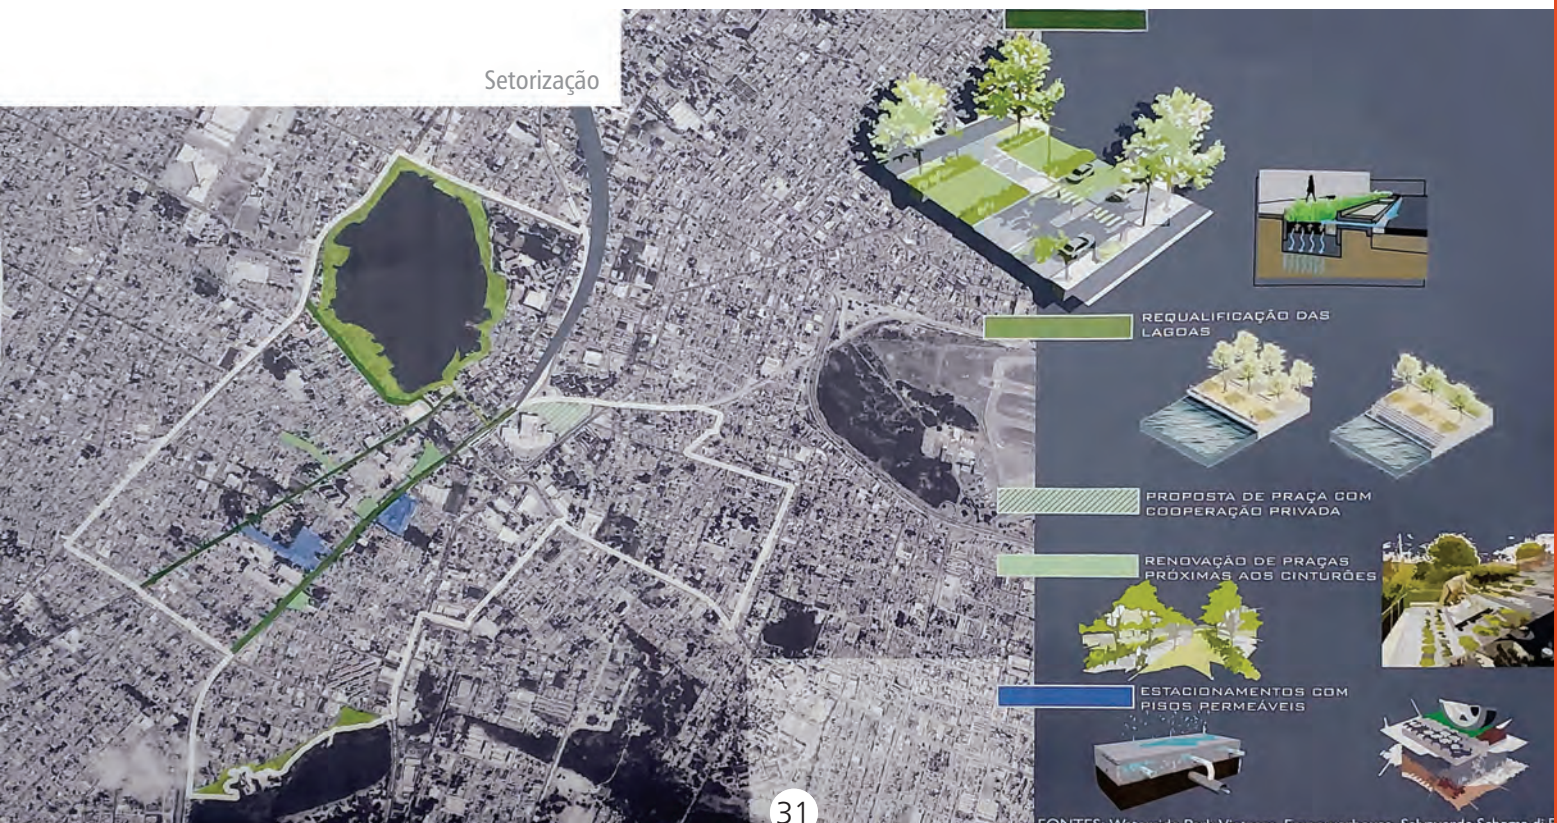 Setorização
REQUALIFICAÇÃO DAS
LAGOAS
PROPOSTA DE PRAÇA COM
COOPERAÇÃO PRIVADA
RENOVAÇÃO DE PRAÇAS
PRÓXIMAS AOS CINTURÕES
ESTACIONAMENTOS COM
PISOS PERMEÁVEIS
31